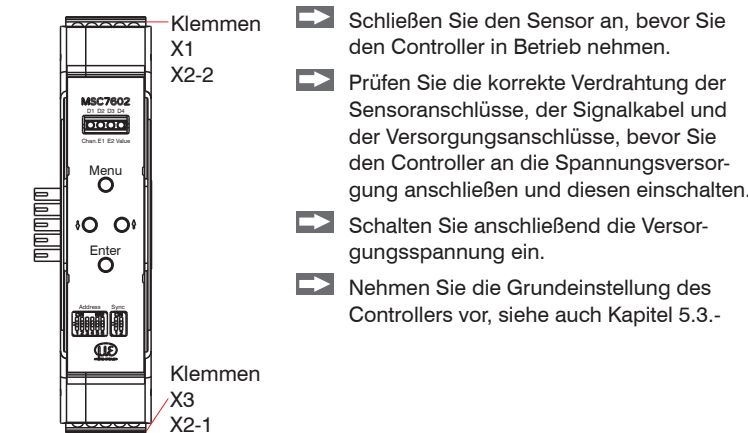 Klemmen
X1
X2-2
MSC7602
D1 D2 D3 D4
Chan. E1 E2 Value
Menu
Enter
Address Sync
Klemmen
X3
X2-1
Schließen Sie den Sensor an, bevor Sie
den Controller in Betrieb nehmen.
Prüfen Sie die korrekte Verdrahtung der
Sensoranschlüsse, der Signalkabel und
der Versorgungsanschlüsse, bevor Sie
den Controller an die Spannungsversor-
gung anschließen und diesen einschalten.
Schalten Sie anschließend die Versor-
gungsspannung ein.
Nehmen Sie die Grundeinstellung des
Controllers vor, siehe auch Kapitel 5.3.-